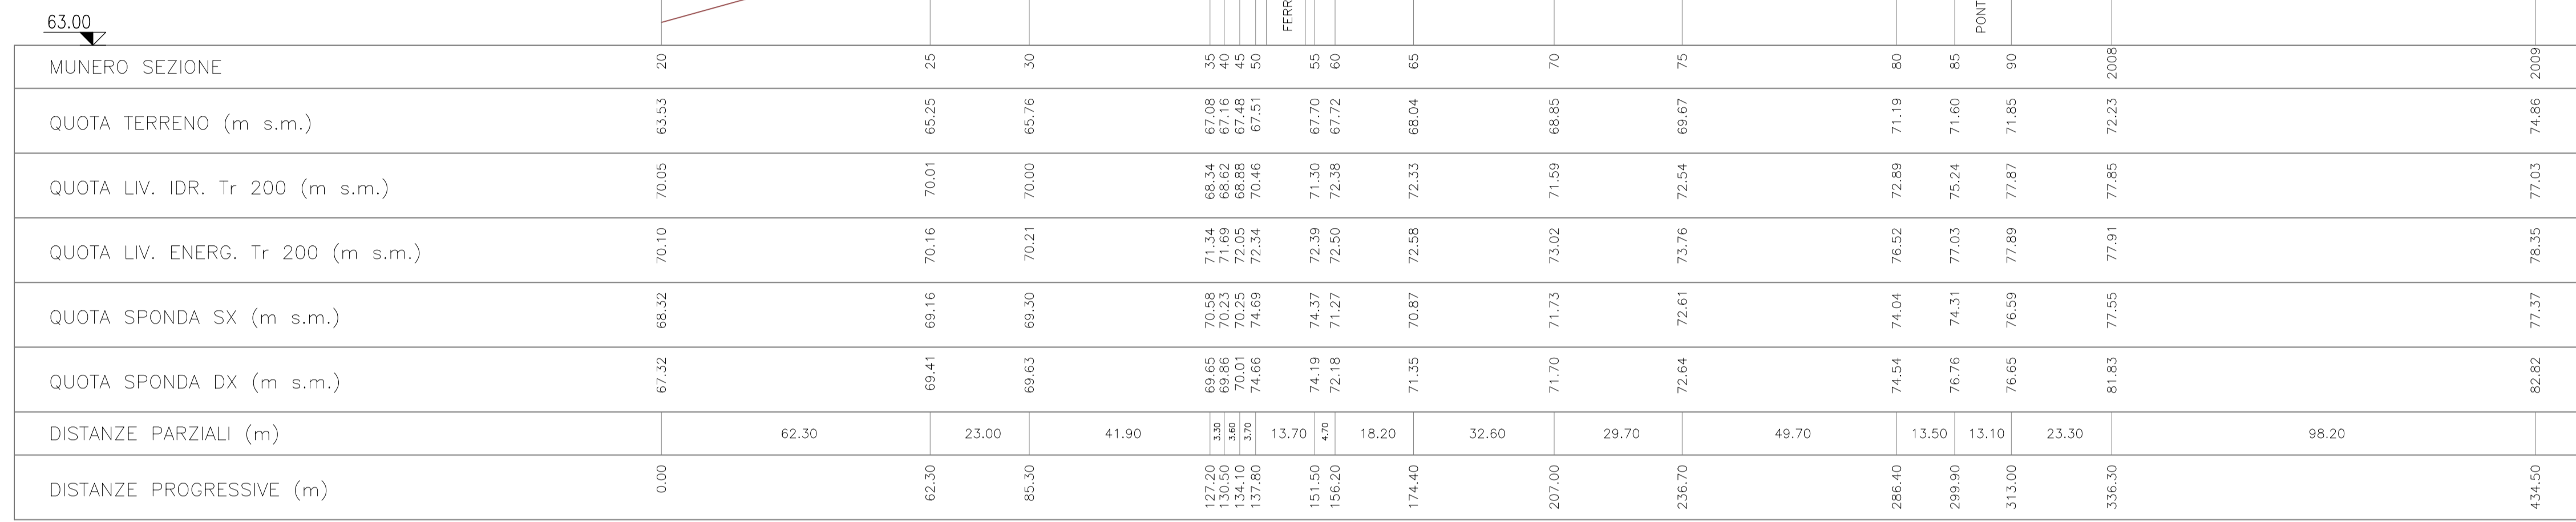 63.00
FERR
PONT
MUNERO SEZIONE 20 25 30 35 40 45 50 55 60 65 70 75 80 85 90 2008 2009
QUOTA TERRENO (m s.m.) 63.53 65.25 65.76 67.08 67.16 67.48 67.51 67.70 67.72 68.04 68.85 69.67 71.19 71.60 71.85 72.23 74.86
QUOTA LIV. IDR. Tr 200 (m s.m.) 70.05 70.01 70.00 68.34 68.62 68.88 70.46 71.30 72.38 72.33 71.59 72.54 72.89 75.24 77.87 77.85 77.03
QUOTA LIV. ENERG. Tr 200 (m s.m.) 70.10 70.16 70.21 71.34 71.69 72.05 72.34 72.39 72.50 72.58 73.02 73.76 76.52 77.03 77.89 77.91 78.35
QUOTA SPONDA SX (m s.m.) 68.32 69.16 69.30 70.58 70.23 70.25 74.69 74.37 71.27 70.87 71.73 72.61 74.04 74.31 76.59 77.55 77.37
QUOTA SPONDA DX (m s.m.) 67.32 69.41 69.63 69.65 69.86 70.01 74.66 74.19 72.18 71.35 71.70 72.64 74.54 76.76 76.65 81.83 82.82
DISTANZE PARZIALI (m) 62.30 23.00 41.90 3.30 3.60 3.70 13.70 4.70 18.20 32.60 29.70 49.70 13.50 13.10 23.30 98.20
DISTANZE PROGRESSIVE (m) 0.00 62.30 85.30 127.20 130.50 134.10 137.80 151.50 156.20 174.40 207.00 236.70 286.40 299.90 313.00 336.30 434.50